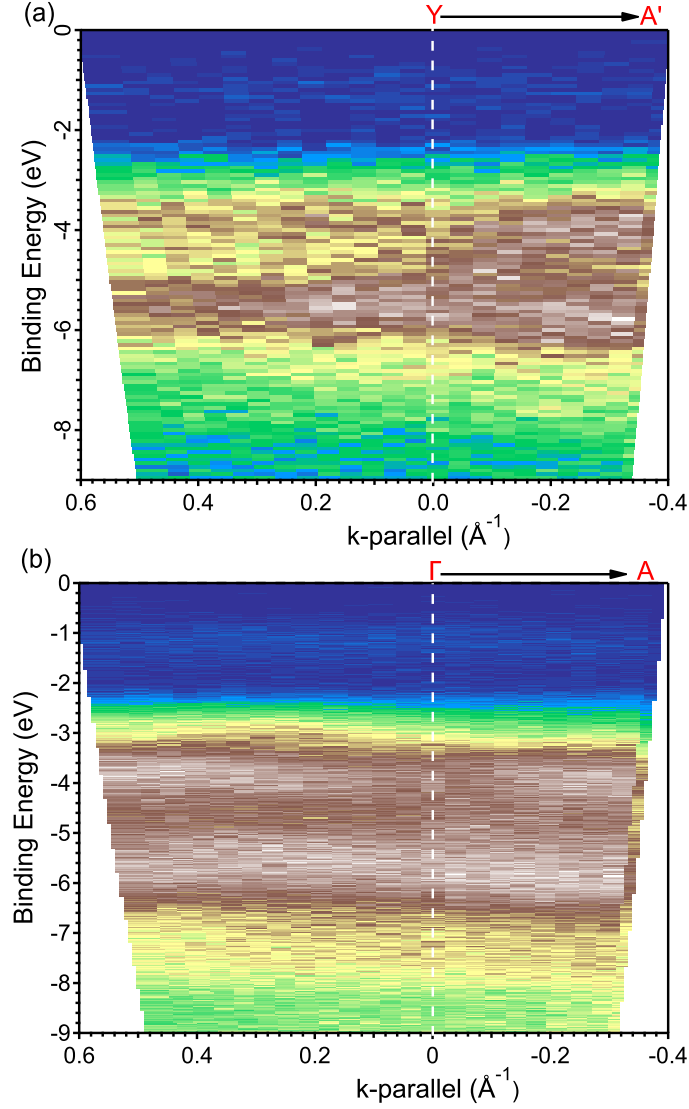 (a)
Y
A'
0
-2
-4
-6
-8
Binding Energy (eV)
0.6
0.4
0.2
0.0
-0.2
-0.4
k-parallel (Å⁻¹)
(b)
Γ
A
0
-1
-2
-3
-4
-5
-6
-7
-8
-9
Binding Energy (eV)
0.6
0.4
0.2
0
-0.2
-0.4
k-parallel (Å⁻¹)